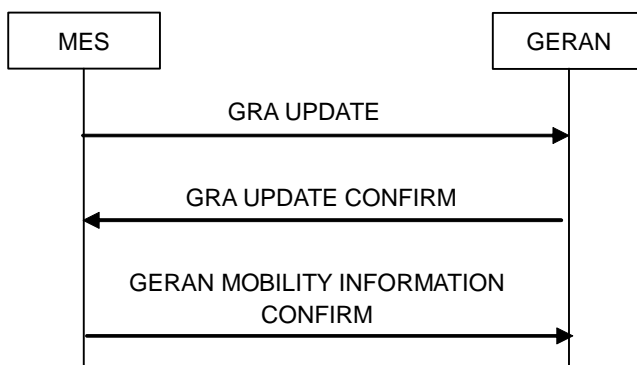 MES
GERAN
GRA UPDATE
GRA UPDATE CONFIRM
GERAN MOBILITY INFORMATION
CONFIRM